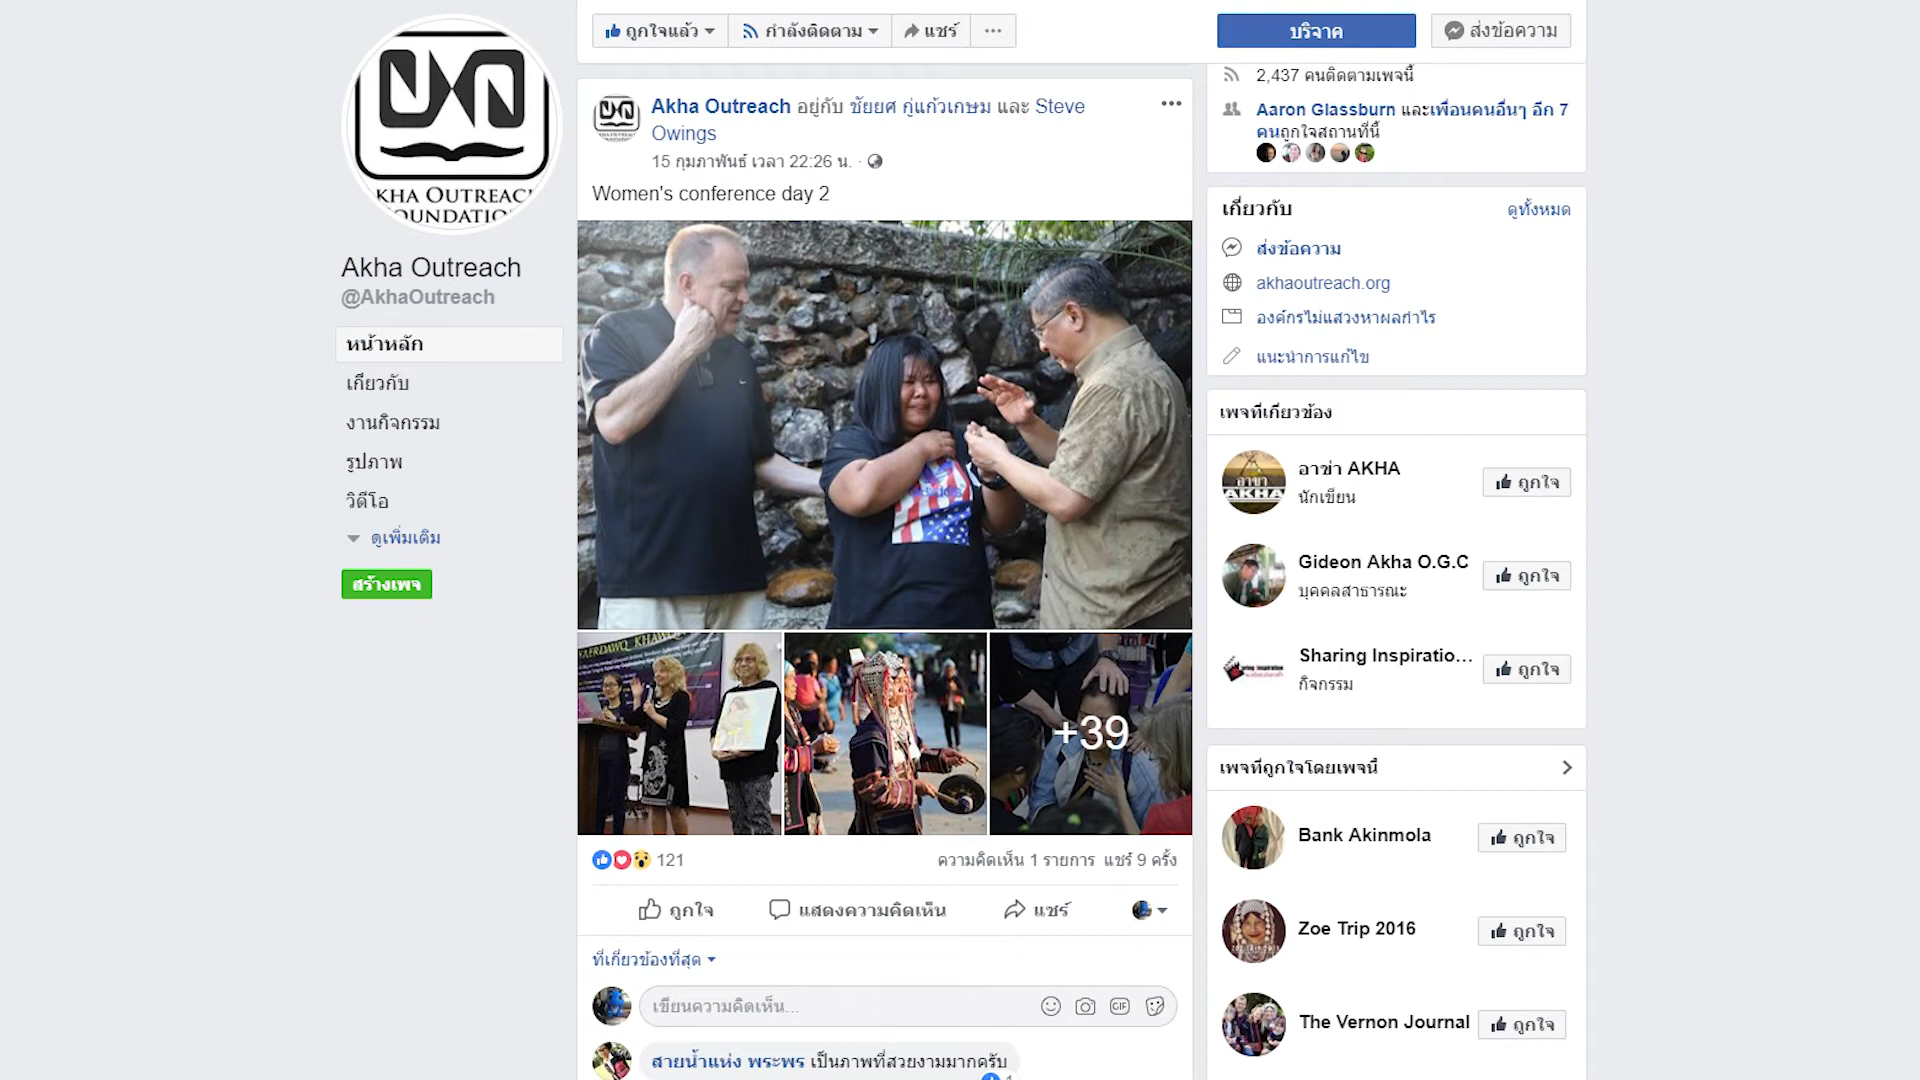 KHA OUTREAC
OUNDATIO
Akha Outreach
@AkhaOutreach
หน้าหลัก
เกี่ยวกับ
งานกิจกรรม
รูปภาพ
วิดีโอ
ดูเพิ่มเติม
สร้างเพจ
ถูกใจแล้ว กำลังติดตาม แชร์ ...
บริจาค ส่งข้อความ
Akha Outreach อยู่กับ ชัยยศ กู่แก้วเกษม และ Steve
Owings
15 กุมภาพันธ์ เวลา 22:26 น. ·
Women's conference day 2
+39
121
ความคิดเห็น 1 รายการ แชร์ 9 ครั้ง
ถูกใจ แสดงความคิดเห็น แชร์
ที่เกี่ยวข้องที่สุด
เขียนความคิดเห็น...
GIF
สายน้ำแห่ง พระพร เป็นภาพที่สวยงามมากครับ
2,437 คนติดตามเพจนี้
Aaron Glassburn และเพื่อนคนอื่นๆ อีก 7
คนถูกใจสถานที่นี้
เกี่ยวกับ ดูทั้งหมด
ส่งข้อความ
akhaoutreach.org
องค์กรไม่แสวงหาผลกำไร
แนะนำการแก้ไข
เพจที่เกี่ยวข้อง
อาข่า AKHA
นักเขียน
ถูกใจ
Gideon Akha O.G.C
บุคคลสาธารณะ
ถูกใจ
Sharing Inspiratio...
กิจกรรม
ถูกใจ
เพจที่ถูกใจโดยเพจนี้
Bank Akinmola ถูกใจ
Zoe Trip 2016 ถูกใจ
The Vernon Journal ถูกใจ